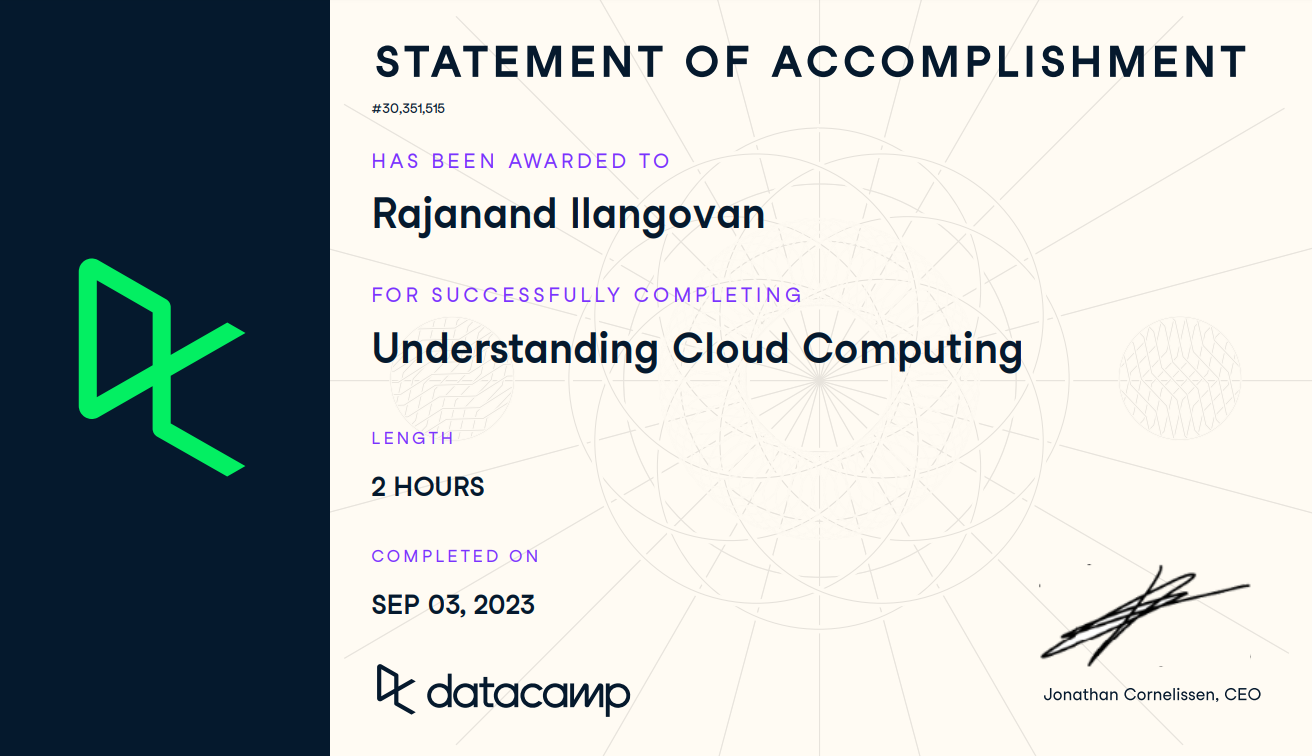 STATEMENT OF ACCOMPLISHMENT
#30,351,515
HAS BEEN AWARDED TO
Rajanand Ilangovan
FOR SUCCESSFULLY COMPLETING
Understanding Cloud Computing
LENGTH
2 HOURS
COMPLETED ON
SEP 03, 2023
datacamp
Jonathan Cornelissen, CEO